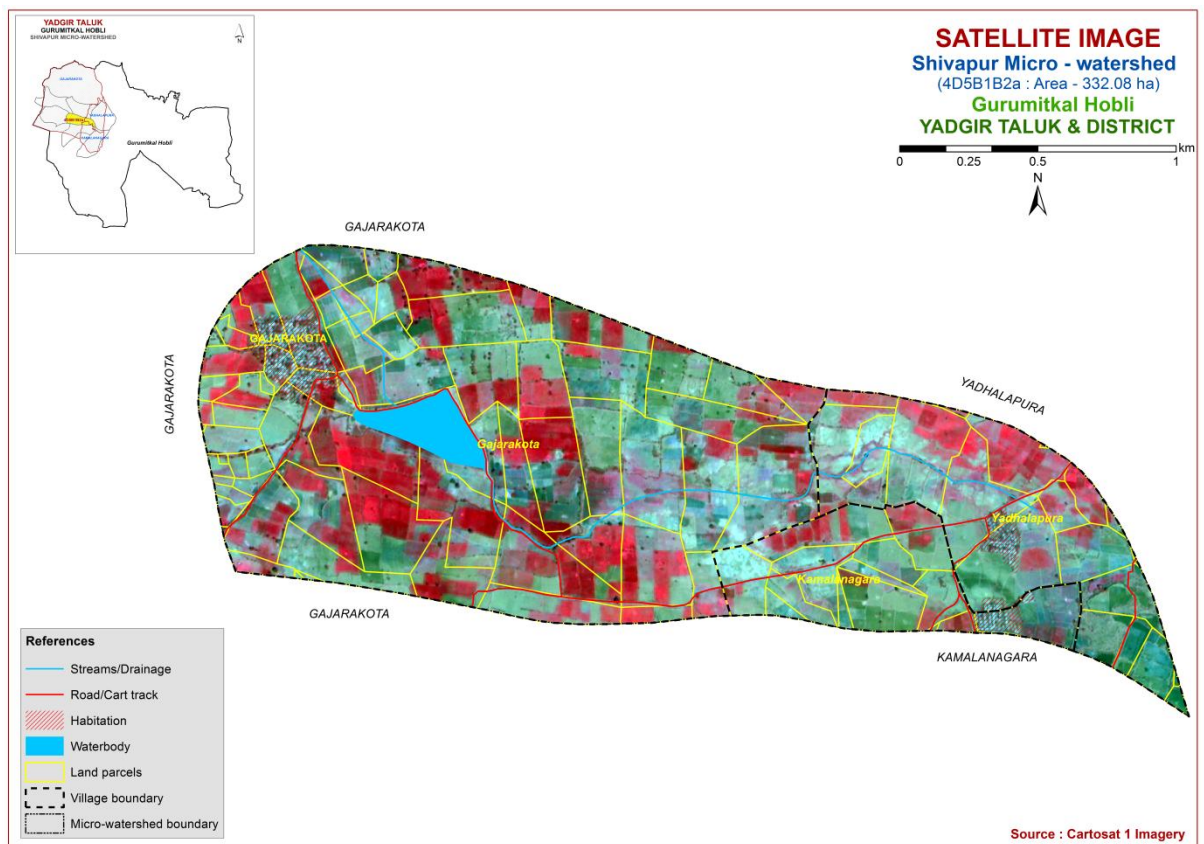 YADGIR TALUK
GURUMITKAL HOBLI
SHIVAPUR MICRO-WATERSHED
N
GAJARAKOTA
Gurumitkal Hobli
SATELLITE IMAGE
Shivapur Micro - watershed
(4D5B1B2a : Area - 332.08 ha)
Gurumitkal Hobli
YADGIR TALUK & DISTRICT
km
0 0.25 0.5 1
N
GAJARAKOTA
GAJARAKOTA
GAJARAKOTA
YADHALAPURA
Gajarakota
Yadhalapura
Kamalanagara
GAJARAKOTA
KAMALANAGARA
References
Streams/Drainage
Road/Cart track
Habitation
Waterbody
Land parcels
Village boundary
Micro-watershed boundary
Source : Cartosat 1 Imagery